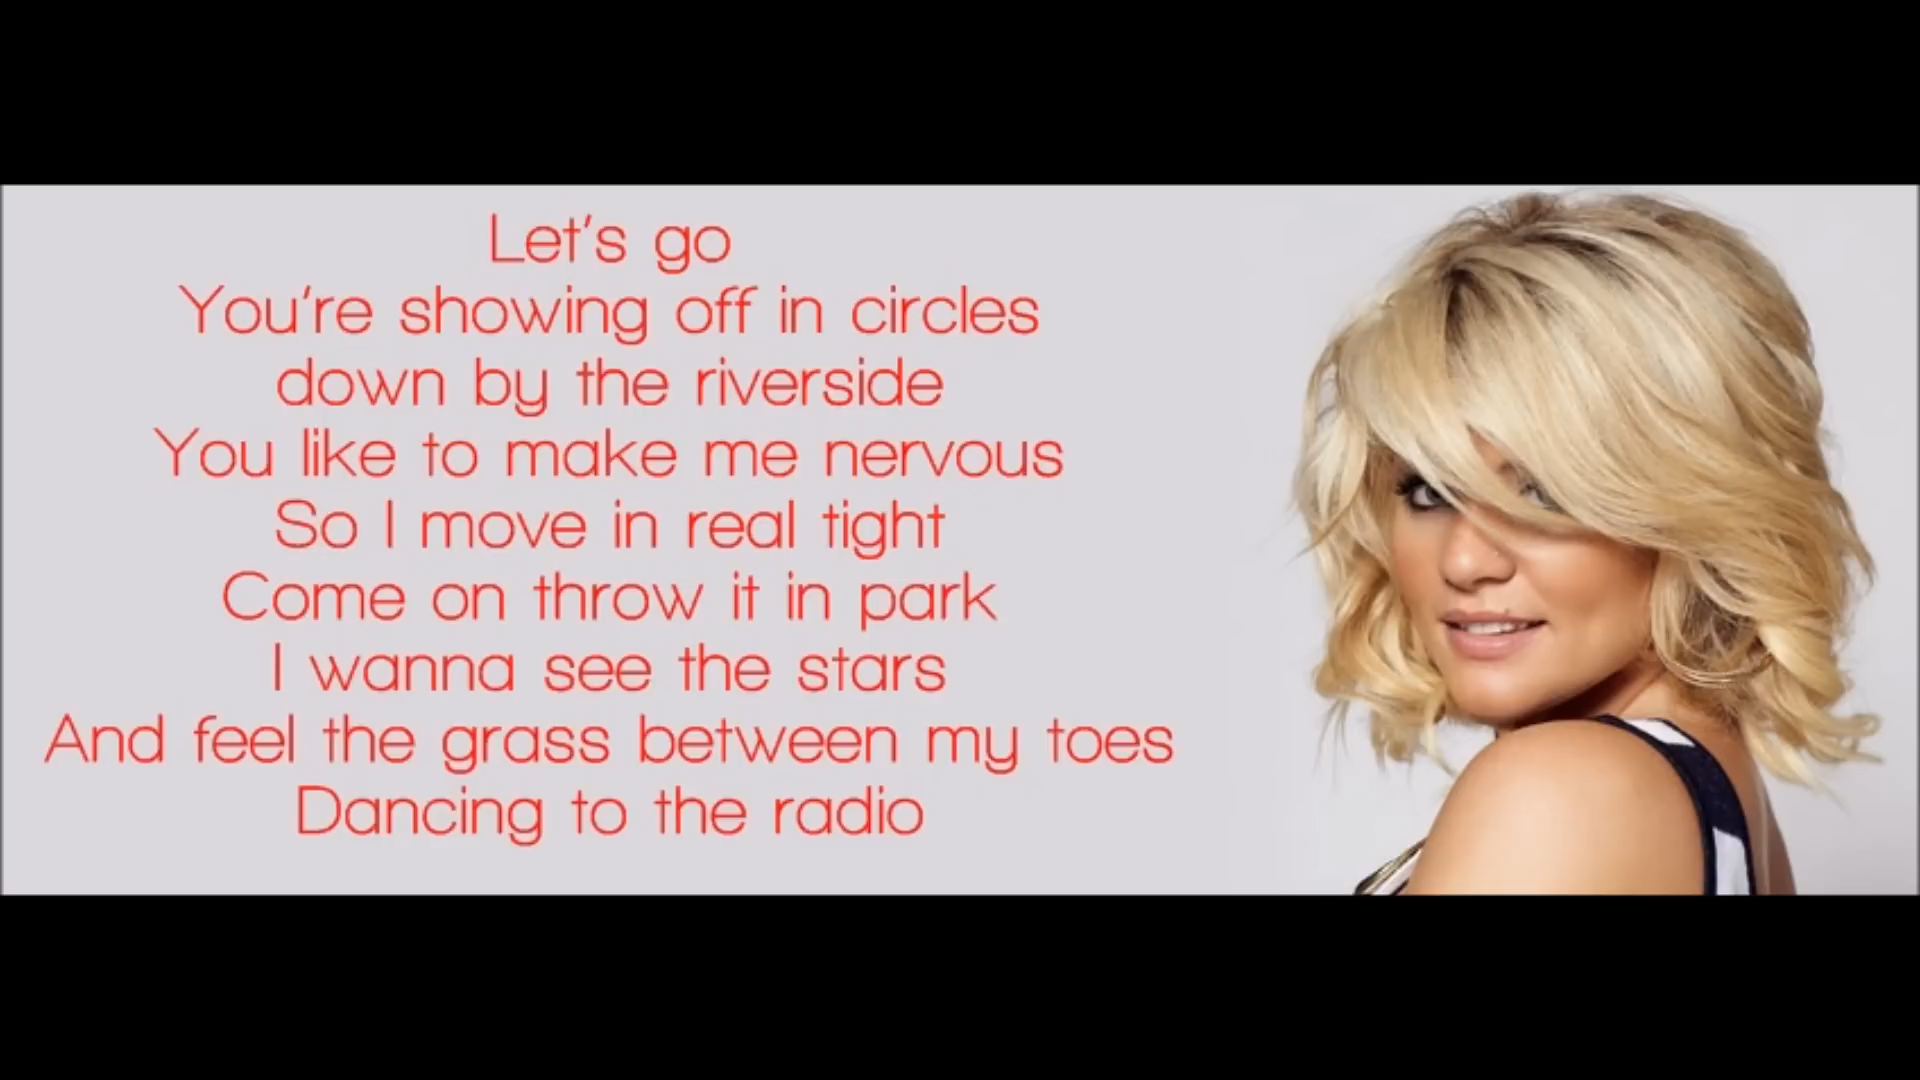 Let's go
You're showing off in circles
down by the riverside
You like to make me nervous
So I move in real tight
Come on throw it in park
I wanna see the stars
And feel the grass between my toes
Dancing to the radio